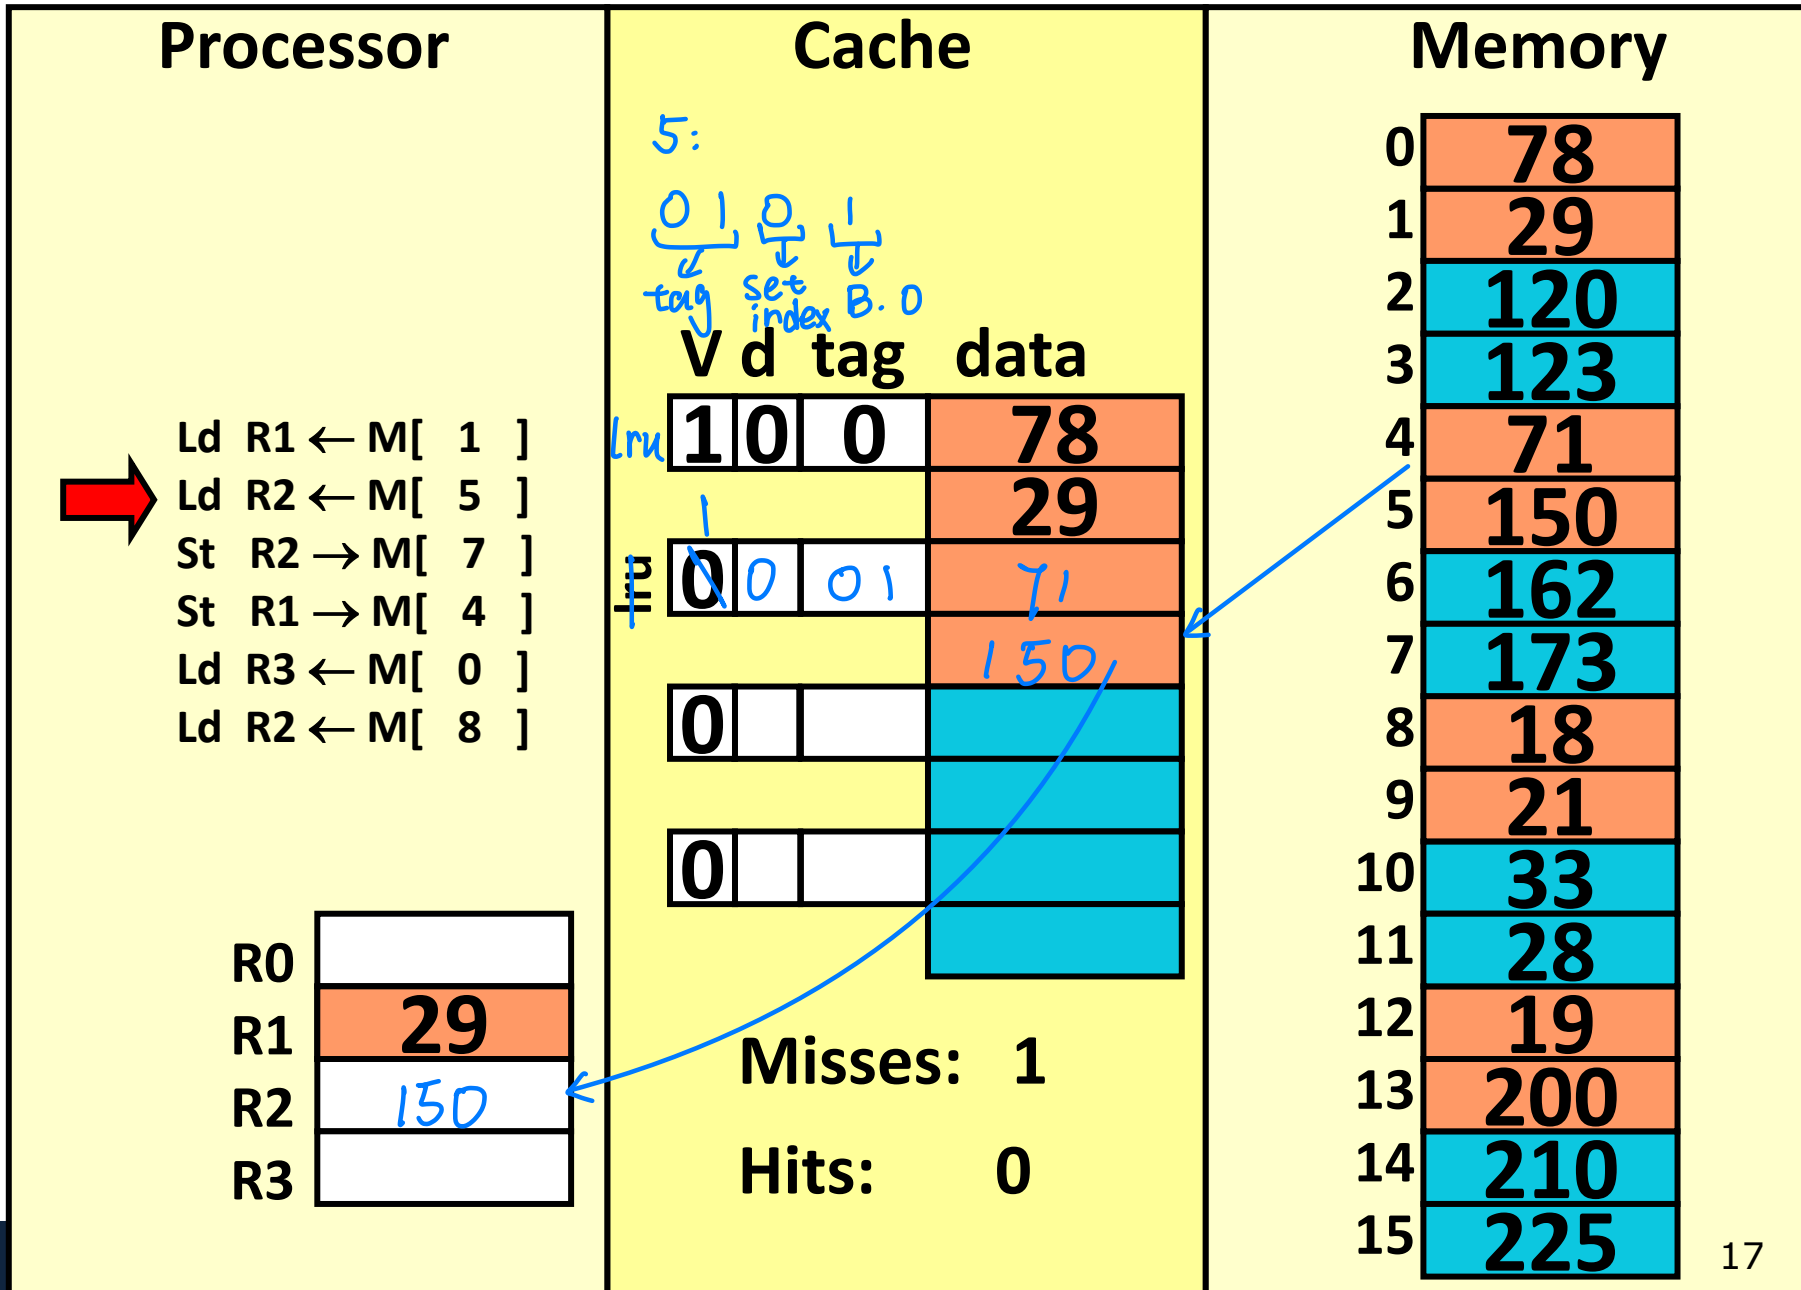 Processor
Ld R1 ← M[ 1 ]
Ld R2 ← M[ 5 ]
St R2 → M[ 7 ]
St R1 → M[ 4 ]
Ld R3 ← M[ 0 ]
Ld R2 ← M[ 8 ]
R0
R1 29
R2 150
R3
Cache
5:
0 1 0 1
tag set index B.O
V d tag data
lru 1 0 0 78
29
1
lru 0 0 01 71
150
0
0
Misses: 1
Hits: 0
Memory
0 78
1 29
2 120
3 123
4 71
5 150
6 162
7 173
8 18
9 21
10 33
11 28
12 19
13 200
14 210
15 225
17